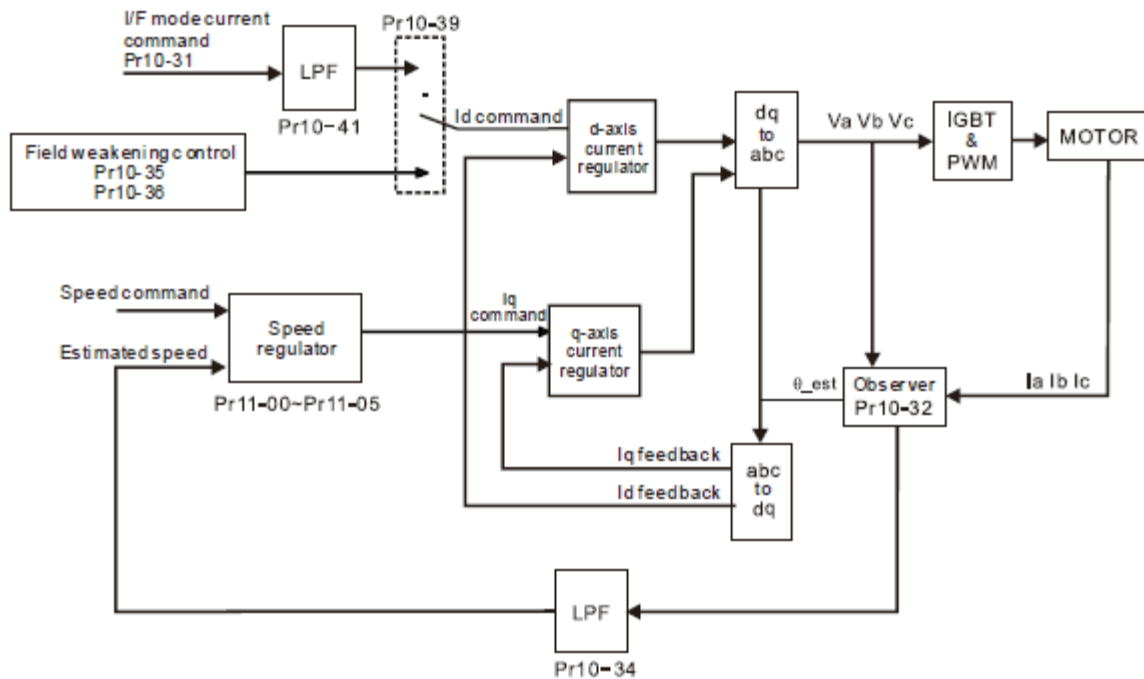 I/F mode current
command
Pr10-31
LPF
Pr10-41
Pr10-39
Field weakening control
Pr10-35
Pr10-36
Id command
d-axis
current
regulator
dq
to
abc
Va Vb Vc
IGBT
&
PWM
MOTOR
Speed command
Estimated speed
Speed
regulator
Pr11-00~Pr11-05
Iq
command
q-axis
current
regulator
θ_est
Observer
Pr10-32
Ia Ib Ic
Iq feedback
Id feedback
abc
to
dq
LPF
Pr10-34